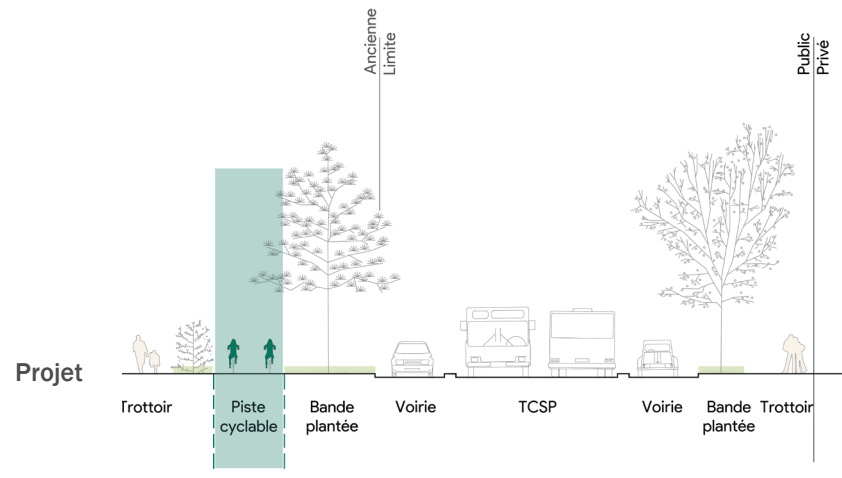 Ancienne
Limite
Public
Privé
Projet
Trottoir
Piste
cyclable
Bande
plantée
Voirie
TCSP
Voirie
Bande
plantée
Trottoir